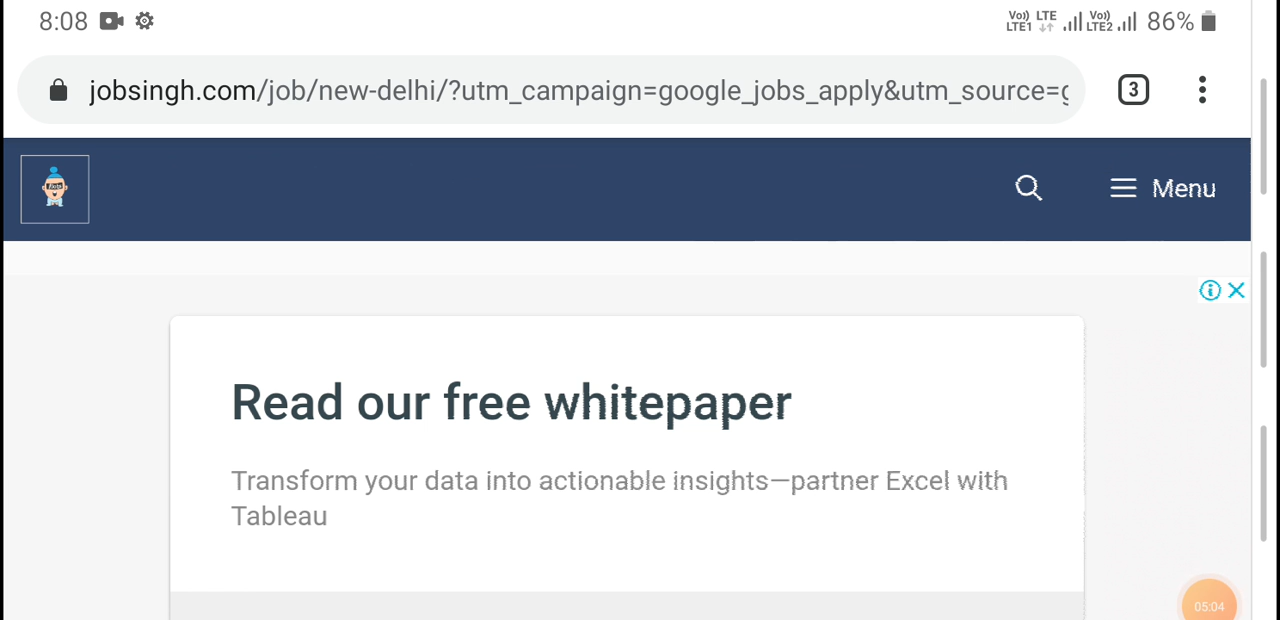 8:08 Vo) LTE Vo) 86%
LTE1 LTE2
jobsingh.com/job/new-delhi/?utm_campaign=google_jobs_apply&utm_source=g
3
Menu
Read our free whitepaper
Transform your data into actionable insights—partner Excel with
Tableau
05:04